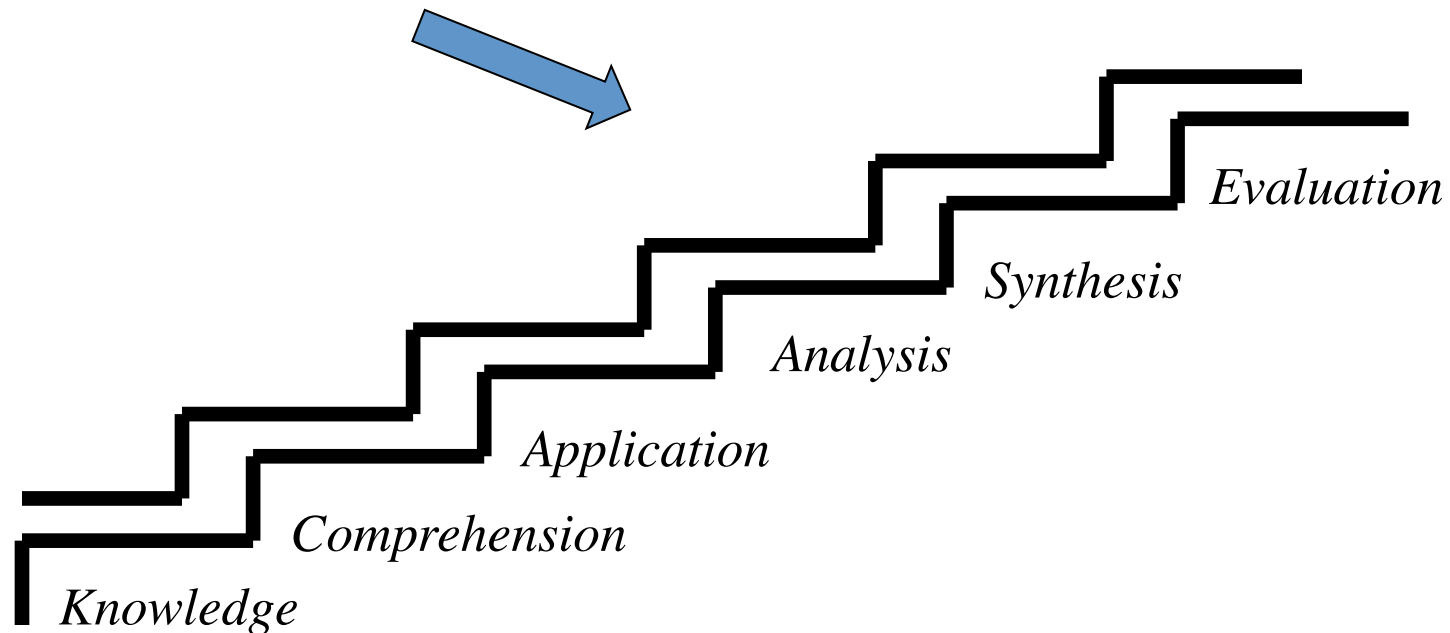 Evaluation
Synthesis
Analysis
Application
Comprehension
Knowledge